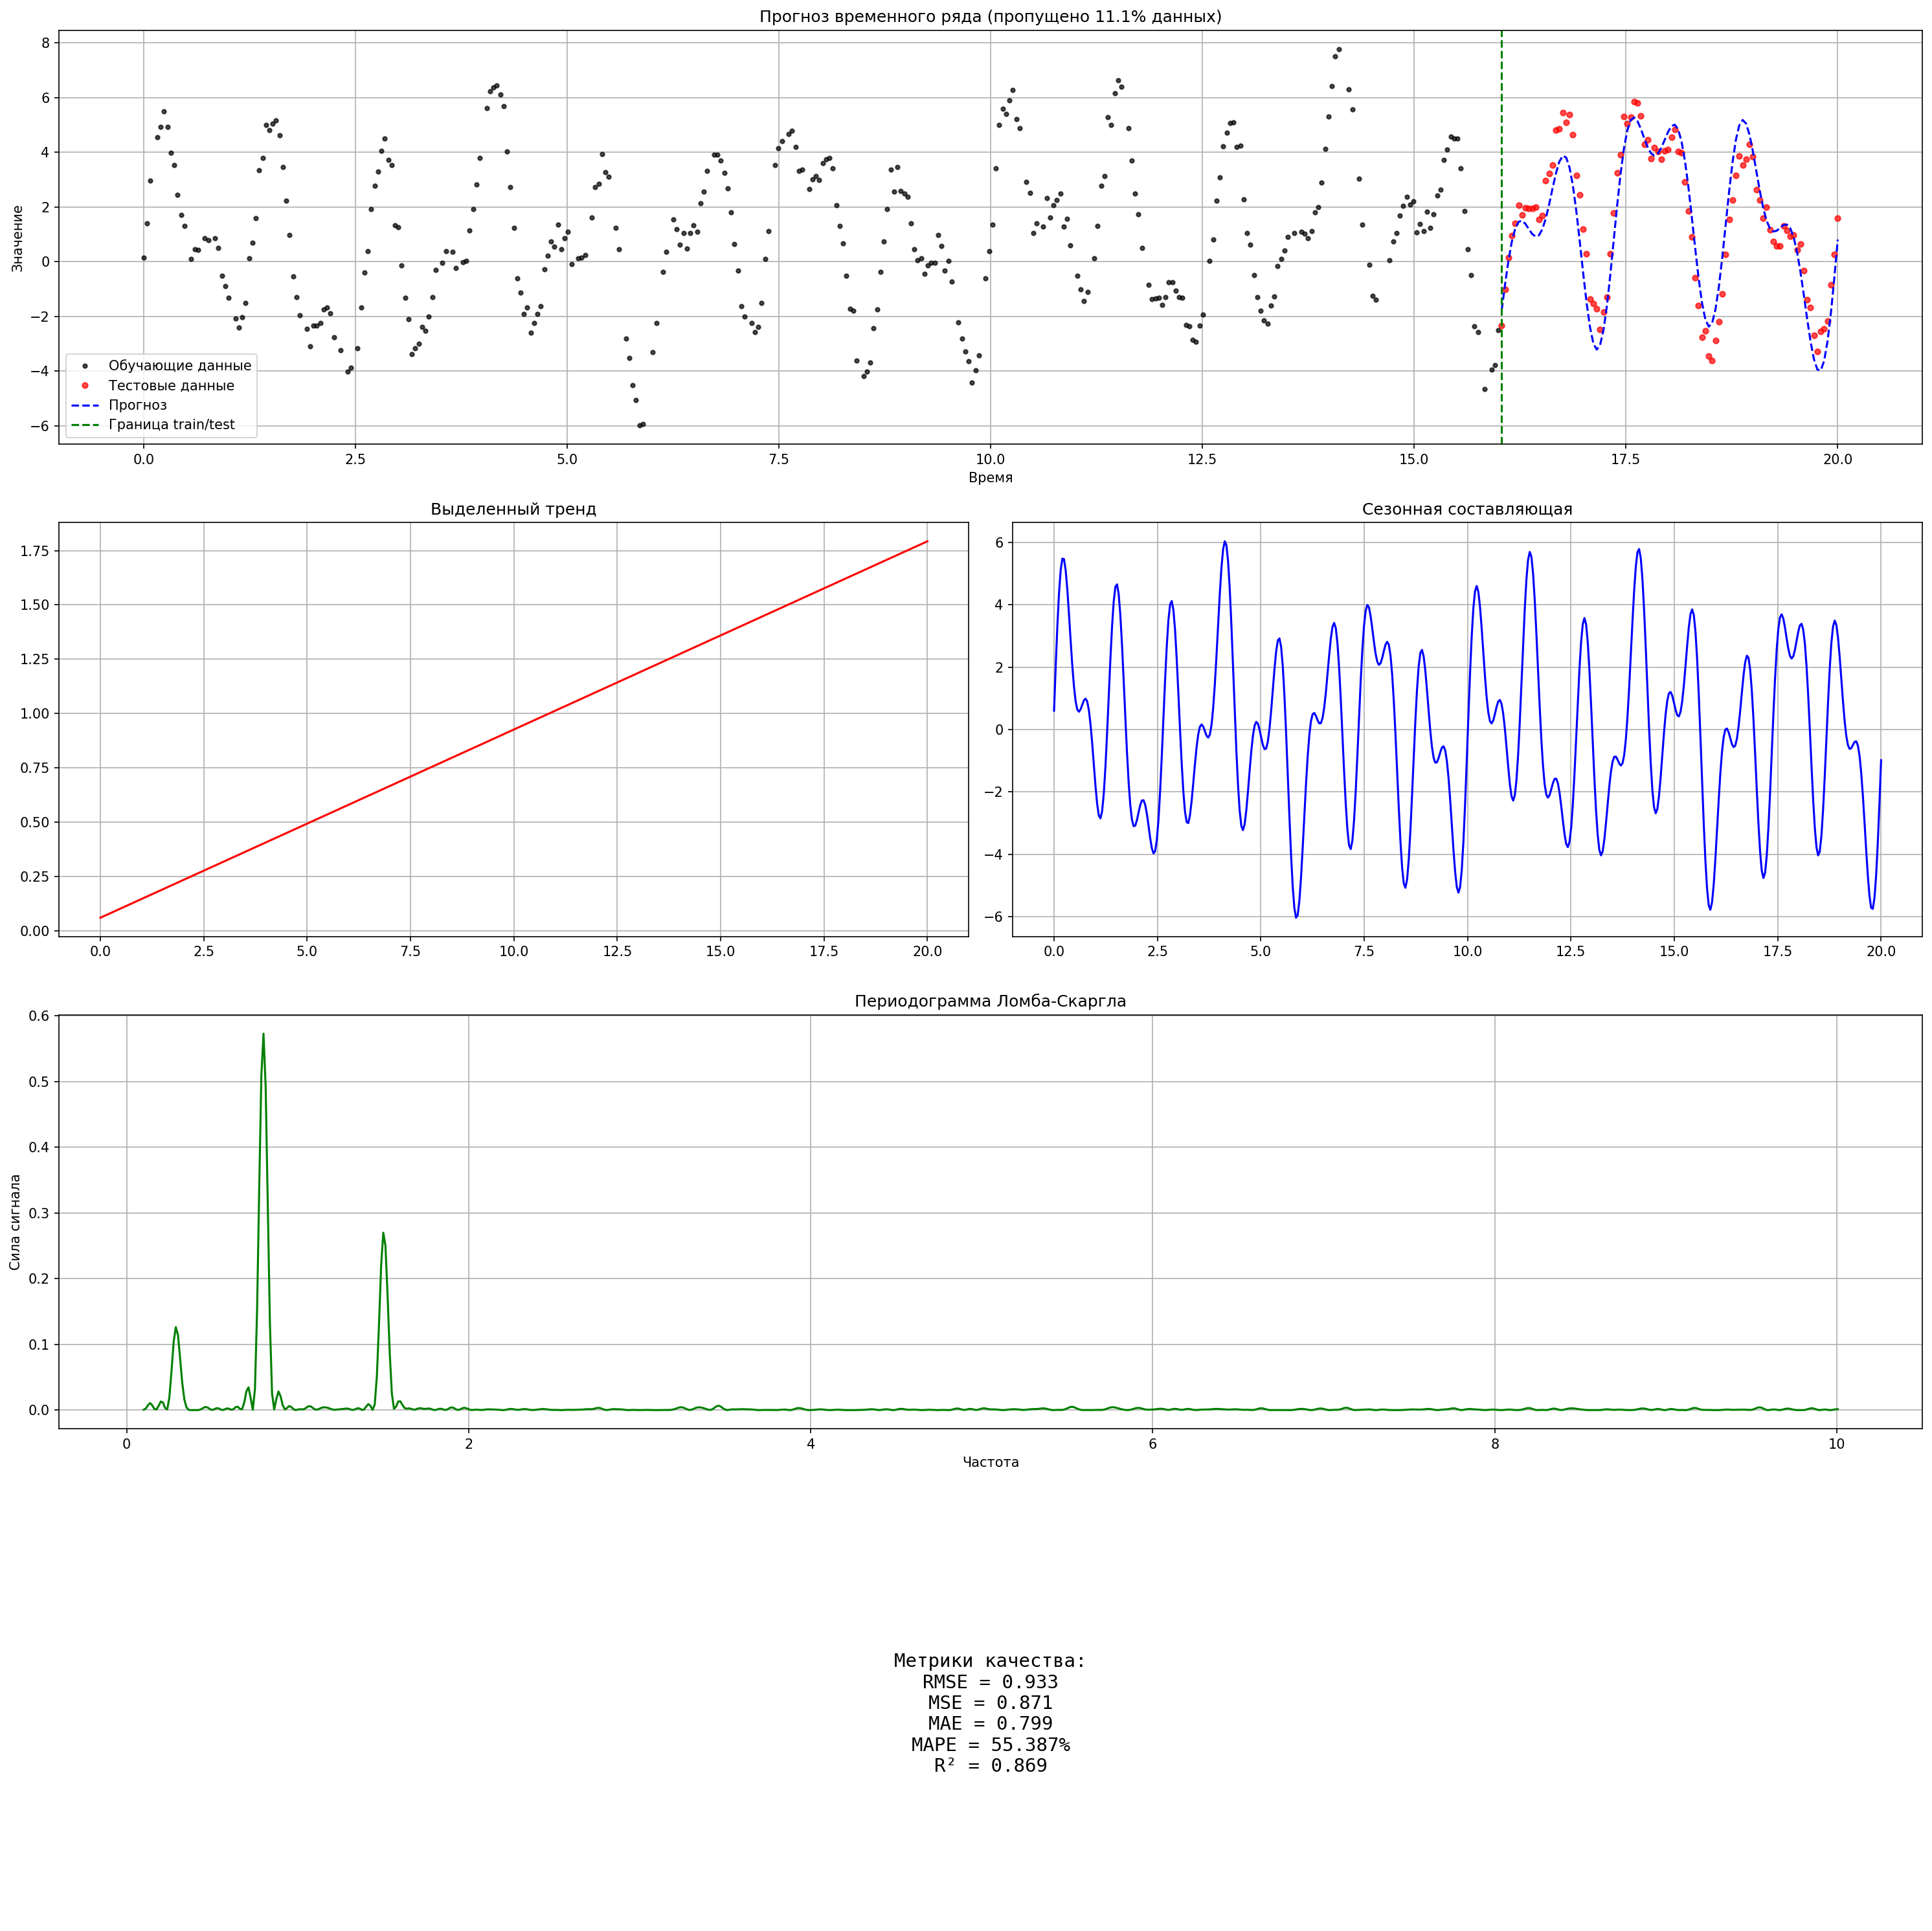 Прогноз временного ряда (пропущено 11.1% данных)
Значение
8
6
4
2
0
−2
−4
−6
Обучающие данные
Тестовые данные
Прогноз
Граница train/test
0.0 2.5 5.0 7.5 10.0 12.5 15.0 17.5 20.0
Время
Выделенный тренд
1.75
1.50
1.25
1.00
0.75
0.50
0.25
0.00
0.0 2.5 5.0 7.5 10.0 12.5 15.0 17.5 20.0
Сезонная составляющая
6
4
2
0
−2
−4
−6
0.0 2.5 5.0 7.5 10.0 12.5 15.0 17.5 20.0
Периодограмма Ломба-Скаргла
Сила сигнала
0.6
0.5
0.4
0.3
0.2
0.1
0.0
0 2 4 6 8 10
Частота
Метрики качества:
RMSE = 0.933
MSE = 0.871
MAE = 0.799
MAPE = 55.387%
R² = 0.869